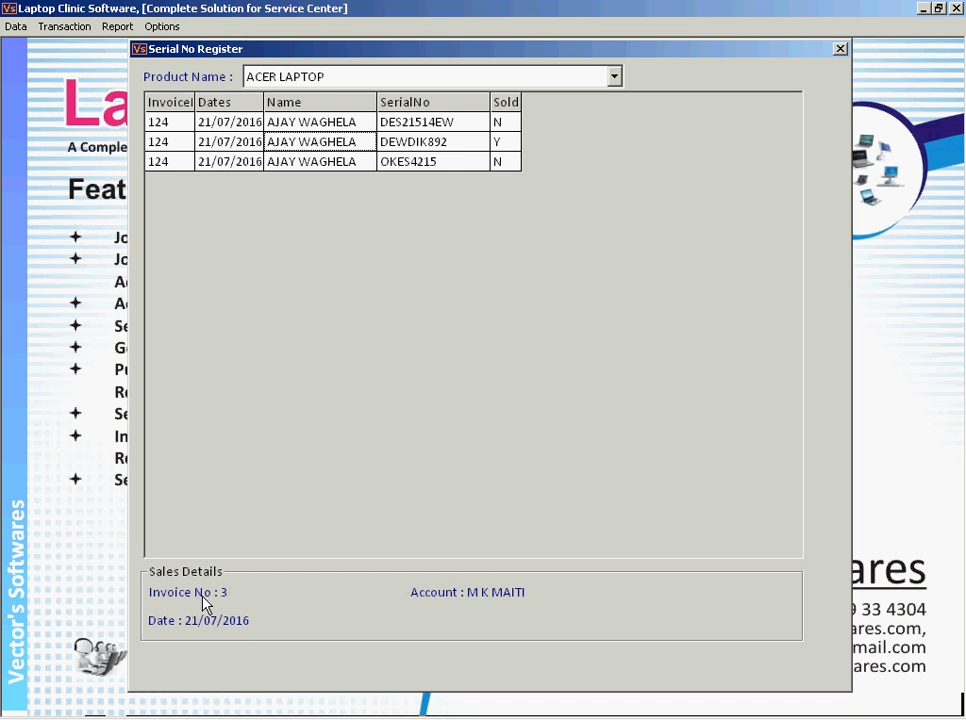 Vs Laptop Clinic Software, [Complete Solution for Service Center]
Data Transaction Report Options
Vs Serial No Register
Product Name : ACER LAPTOP
InvoiceI Dates Name SerialNo Sold
124 21/07/2016 AJAY WAGHELA DES21514EW N
124 21/07/2016 AJAY WAGHELA DEWDIK892 Y
124 21/07/2016 AJAY WAGHELA OKES4215 N
La
A Comple
Feat
Jo
Jo
A
Se
G
Pu
R
Se
In
R
Se
Vector's Softwares
Sales Details
Invoice No : 3 Account : M K MAITI
Date : 21/07/2016
ares
9 33 4304
ares.com,
mail.com
ares.com